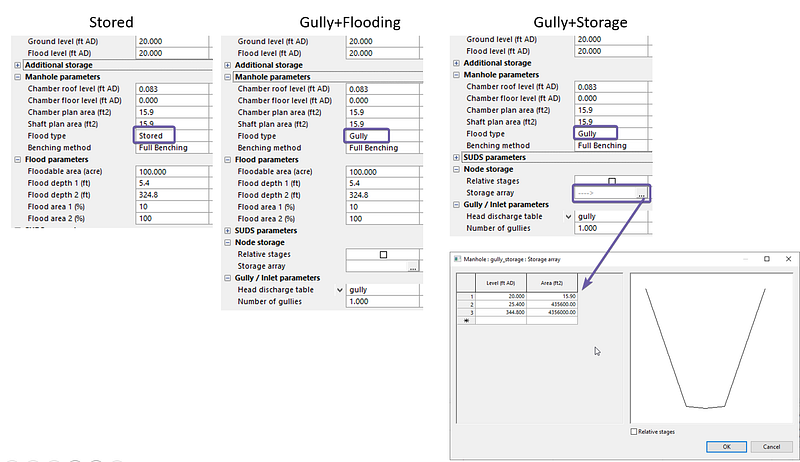 Stored
Ground level (ft AD) 20.000
Flood level (ft AD) 20.000
Additional storage
Manhole parameters
Chamber roof level (ft AD) 0.083
Chamber floor level (ft AD) 0.000
Chamber plan area (ft2) 15.9
Shaft plan area (ft2) 15.9
Flood type Stored
Benching method Full Benching
Flood parameters
Floodable area (acre) 100.000
Flood depth 1 (ft) 5.4
Flood depth 2 (ft) 324.8
Flood area 1 (%) 10
Flood area 2 (%) 100
Gully+Flooding
Ground level (ft AD) 20.000
Flood level (ft AD) 20.000
Additional storage
Manhole parameters
Chamber roof level (ft AD) 0.083
Chamber floor level (ft AD) 0.000
Chamber plan area (ft2) 15.9
Shaft plan area (ft2) 15.9
Flood type Gully
Benching method Full Benching
Flood parameters
Floodable area (acre) 100.000
Flood depth 1 (ft) 5.4
Flood depth 2 (ft) 324.8
Flood area 1 (%) 10
Flood area 2 (%) 100
SUDS parameters
Node storage
Relative stages
Storage array ...
Gully / Inlet parameters
Head discharge table gully
Number of gullies 1.000
Gully+Storage
Ground level (ft AD) 20.000
Flood level (ft AD) 20.000
Additional storage
Manhole parameters
Chamber roof level (ft AD) 0.083
Chamber floor level (ft AD) 0.000
Chamber plan area (ft2) 15.9
Shaft plan area (ft2) 15.9
Flood type Gully
Benching method Full Benching
SUDS parameters
Node storage
Relative stages
Storage array ----> ...
Gully / Inlet parameters
Head discharge table gully
Number of gullies 1.000
Manhole : gully_storage : Storage array
Level (ft AD) Area (ft2)
1 20.000 15.90
2 25.400 435600.00
3 344.800 4356000.00
Relative stages
OK Cancel